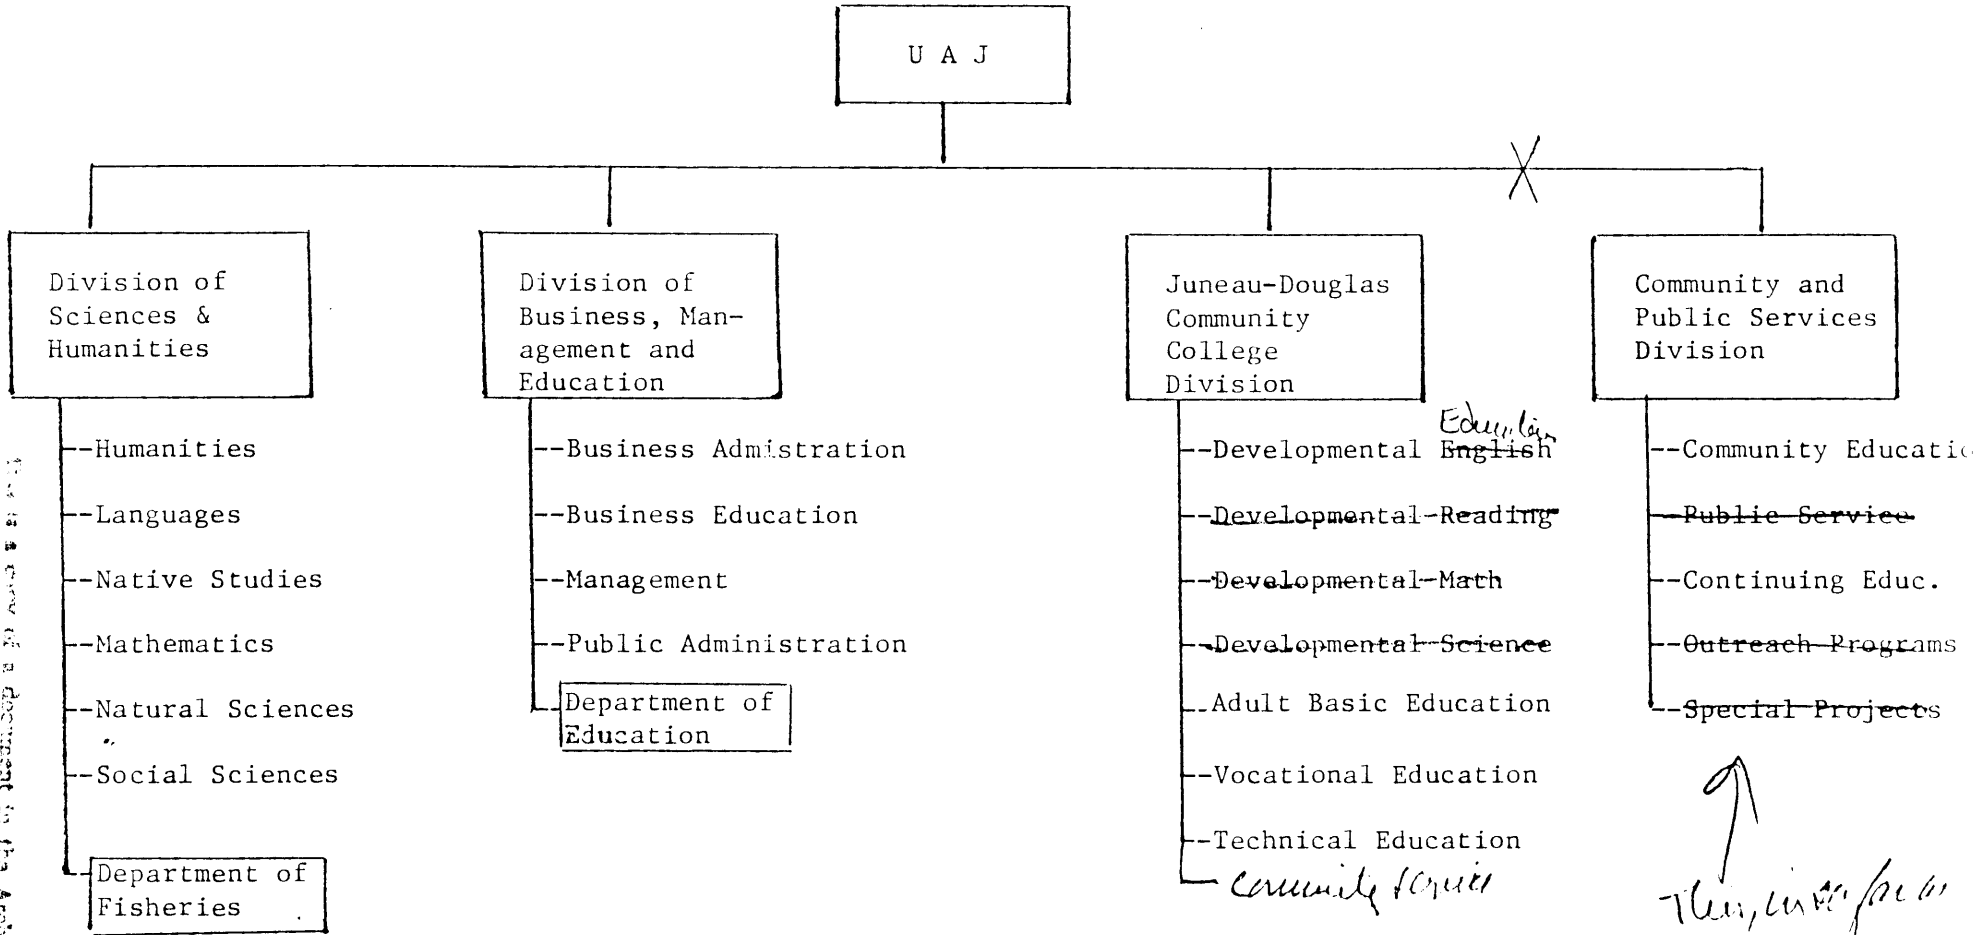 U A J
Division of
Sciences &
Humanities
--Humanities
--Languages
--Native Studies
--Mathematics
--Natural Sciences
--Social Sciences
Department of
Fisheries
Division of
Business, Man-
agement and
Education
--Business Admistration
--Business Education
--Management
--Public Administration
Department of
Education
Juneau-Douglas
Community
College
Division
Education
--Developmental English
--Developmental Reading
--Developmental Math
--Developmental Science
--Adult Basic Education
--Vocational Education
--Technical Education
Community Service
Community and
Public Services
Division
--Community Educatio
--Public Service
--Continuing Educ.
--Outreach Programs
--Special Projects
a document in the